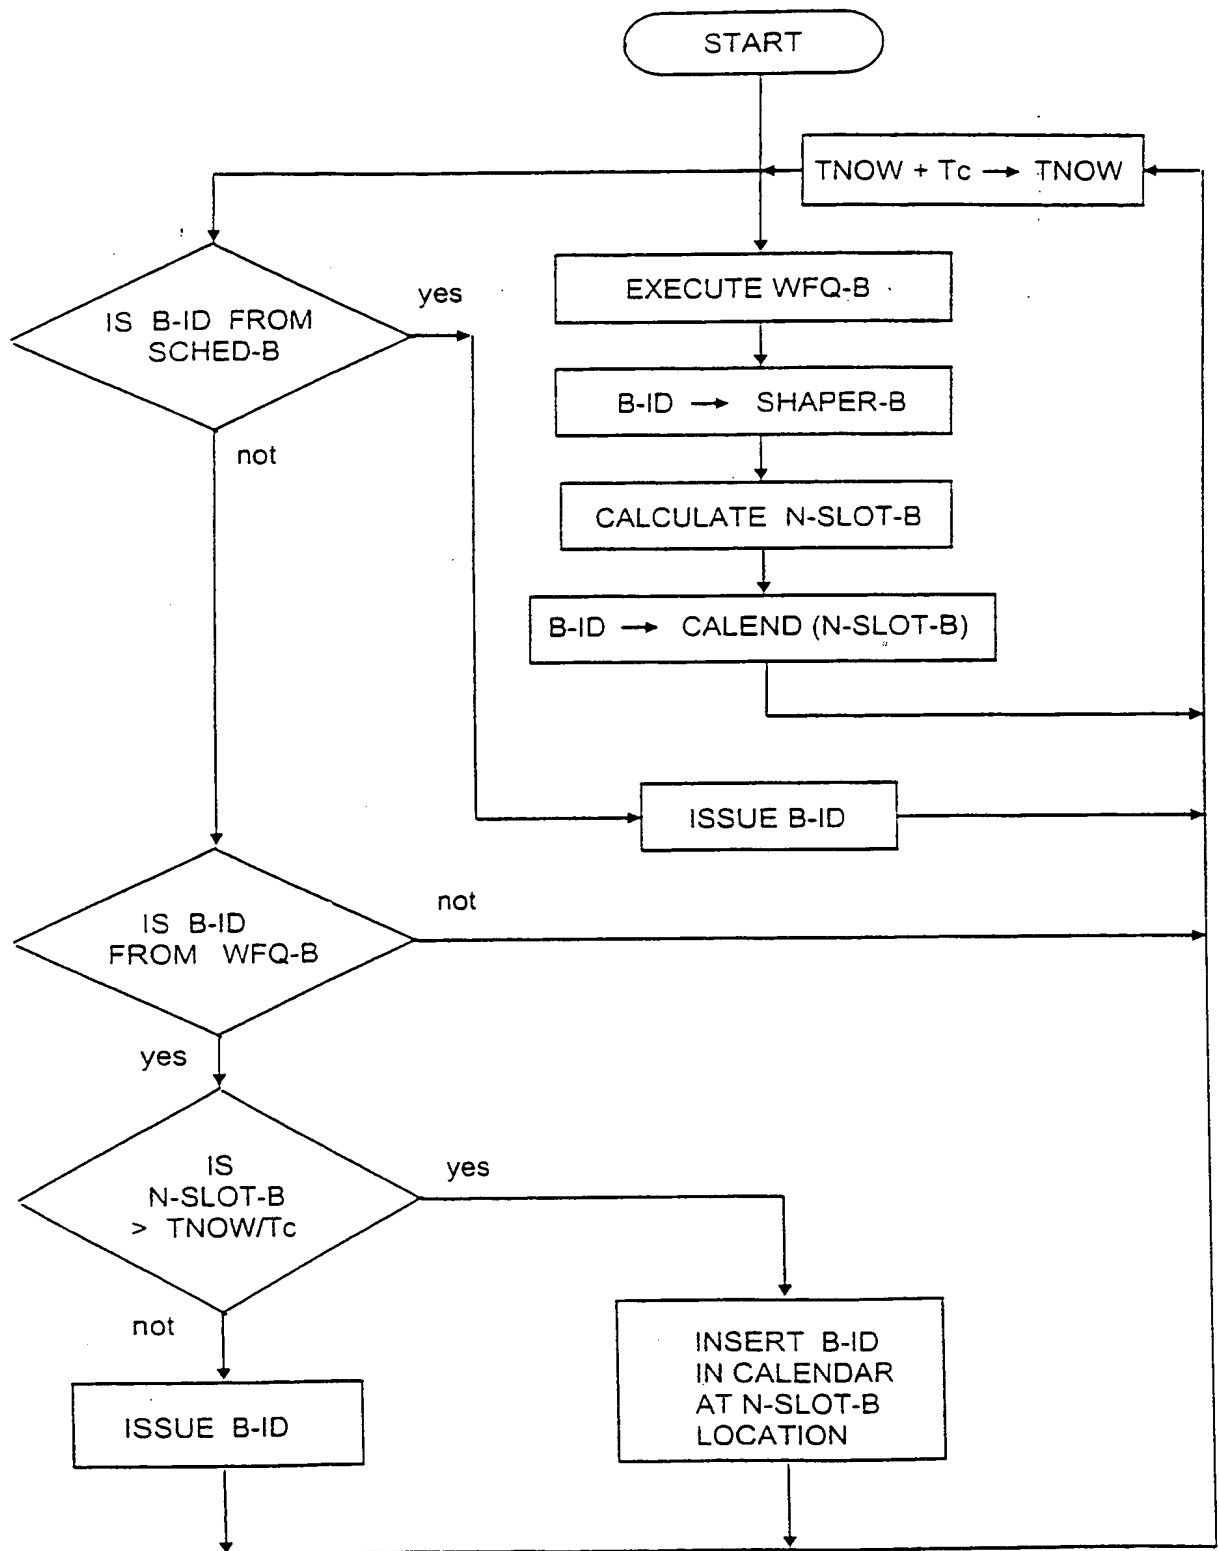 START
TNOW + Tc → TNOW
EXECUTE WFQ-B
IS B-ID FROM
SCHED-B
yes
B-ID → SHAPER-B
not
CALCULATE N-SLOT-B
B-ID → CALEND (N-SLOT-B)
ISSUE B-ID
IS B-ID
FROM WFQ-B
not
yes
IS
N-SLOT-B
> TNOW/Tc
yes
not
INSERT B-ID
IN CALENDAR
AT N-SLOT-B
LOCATION
ISSUE B-ID